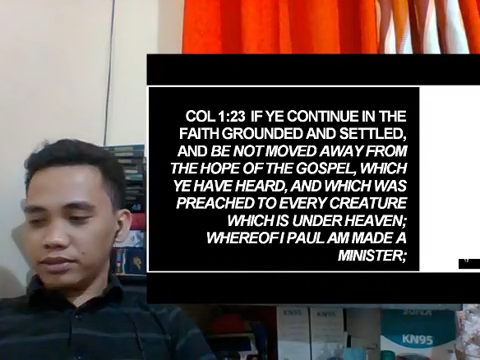 COL 1:23 IF YE CONTINUE IN THE
FAITH GROUNDED AND SETTLED,
AND BE NOT MOVED AWAY FROM
THE HOPE OF THE GOSPEL, WHICH
YE HAVE HEARD, AND WHICH WAS
PREACHED TO EVERY CREATURE
WHICH IS UNDER HEAVEN;
WHEREOF I PAUL AM MADE A
MINISTER;
KN95